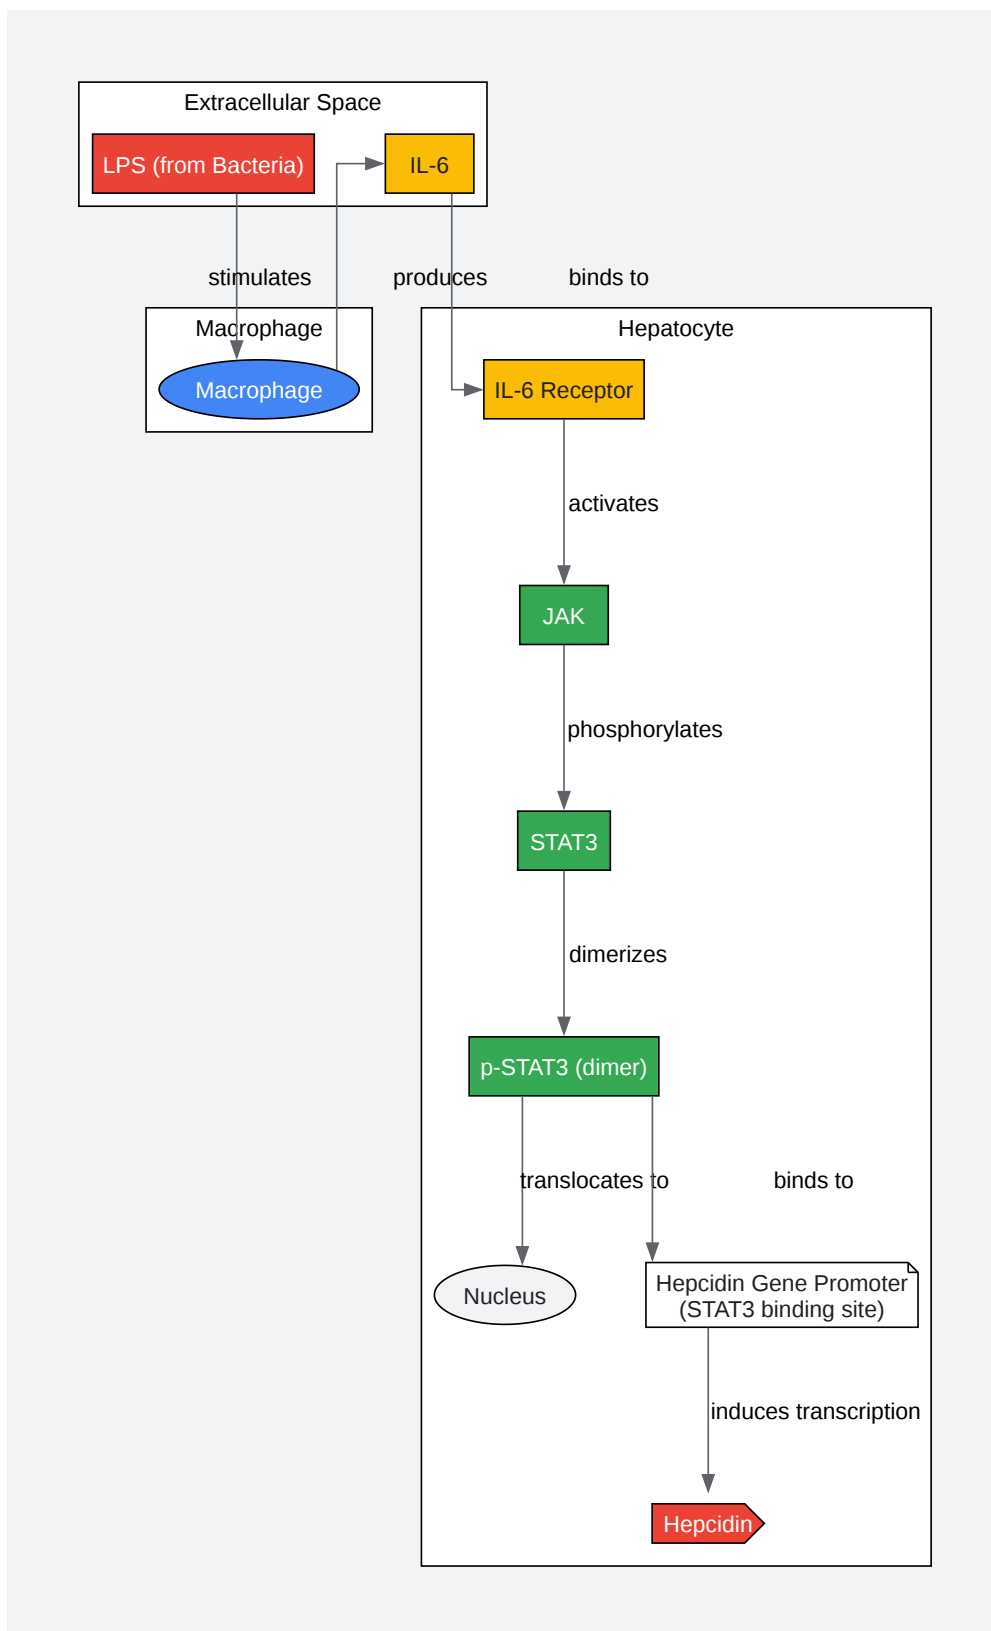 Extracellular Space
LPS (from Bacteria)
IL-6
stimulates
produces
binds to
Macrophage
Macrophage
Hepatocyte
IL-6 Receptor
activates
JAK
phosphorylates
STAT3
dimerizes
p-STAT3 (dimer)
translocates to
binds to
Nucleus
Hepcidin Gene Promoter
(STAT3 binding site)
induces transcription
Hepcidin